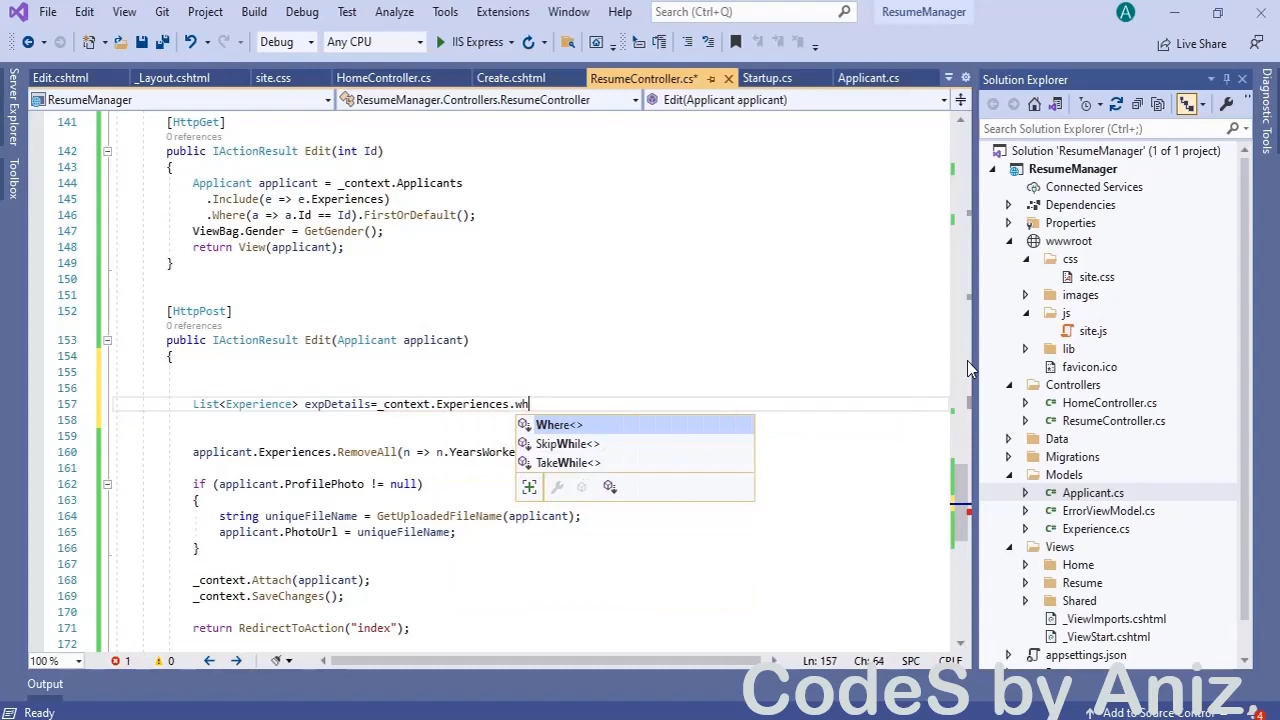 File Edit View Git Project Build Debug Test Analyze Tools Extensions Window Help Search (Ctrl+Q) ResumeManager A
Debug Any CPU IIS Express Live Share
Server Explorer
Toolbox
Edit.cshtml _Layout.cshtml site.css HomeController.cs Create.cshtml ResumeController.cs* Startup.cs Applicant.cs
ResumeManager ResumeManager.Controllers.ResumeController Edit(Applicant applicant)
141 [HttpGet]
0 references
142 public IActionResult Edit(int Id)
143 {
144 Applicant applicant = _context.Applicants
145 .Include(e => e.Experiences)
146 .Where(a => a.Id == Id).FirstOrDefault();
147 ViewBag.Gender = GetGender();
148 return View(applicant);
149 }
150
151
152 [HttpPost]
0 references
153 public IActionResult Edit(Applicant applicant)
154 {
155
156
157 List<Experience> expDetails=_context.Experiences.wh
158
159
160 applicant.Experiences.RemoveAll(n => n.YearsWorke
161
162 if (applicant.ProfilePhoto != null)
163 {
164 string uniqueFileName = GetUploadedFileName(applicant);
165 applicant.PhotoUrl = uniqueFileName;
166 }
167
168 _context.Attach(applicant);
169 _context.SaveChanges();
170
171 return RedirectToAction("index");
172
Where<>
SkipWhile<>
TakeWhile<>
100 % 1 0 Ln: 157 Ch: 64 SPC CRLF
Solution Explorer
Search Solution Explorer (Ctrl+;)
Solution 'ResumeManager' (1 of 1 project)
ResumeManager
Connected Services
Dependencies
Properties
wwwroot
css
site.css
images
js
site.js
lib
favicon.ico
Controllers
HomeController.cs
ResumeController.cs
Data
Migrations
Models
Applicant.cs
ErrorViewModel.cs
Experience.cs
Views
Home
Resume
Shared
_ViewImports.cshtml
_ViewStart.cshtml
appsettings.json
Diagnostic Tools
Output
CodeS by Aniz
Ready Add to Source Control 4